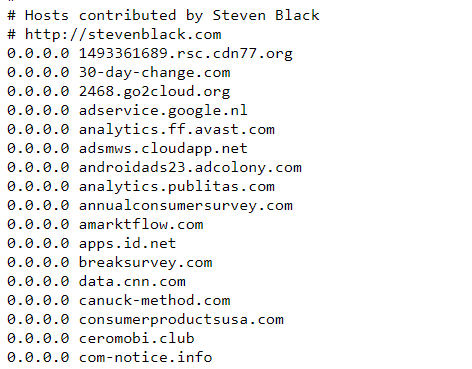 # Hosts contributed by Steven Black
# http://stevenblack.com
0.0.0.0 1493361689.rsc.cdn77.org
0.0.0.0 30-day-change.com
0.0.0.0 2468.go2cloud.org
0.0.0.0 adservice.google.nl
0.0.0.0 analytics.ff.avast.com
0.0.0.0 adsmws.cloudapp.net
0.0.0.0 androidads23.adcolony.com
0.0.0.0 analytics.publitas.com
0.0.0.0 annualconsumersurvey.com
0.0.0.0 amarktflow.com
0.0.0.0 apps.id.net
0.0.0.0 breaksurvey.com
0.0.0.0 data.cnn.com
0.0.0.0 canuck-method.com
0.0.0.0 consumerproductsusa.com
0.0.0.0 ceromobi.club
0.0.0.0 com-notice.info